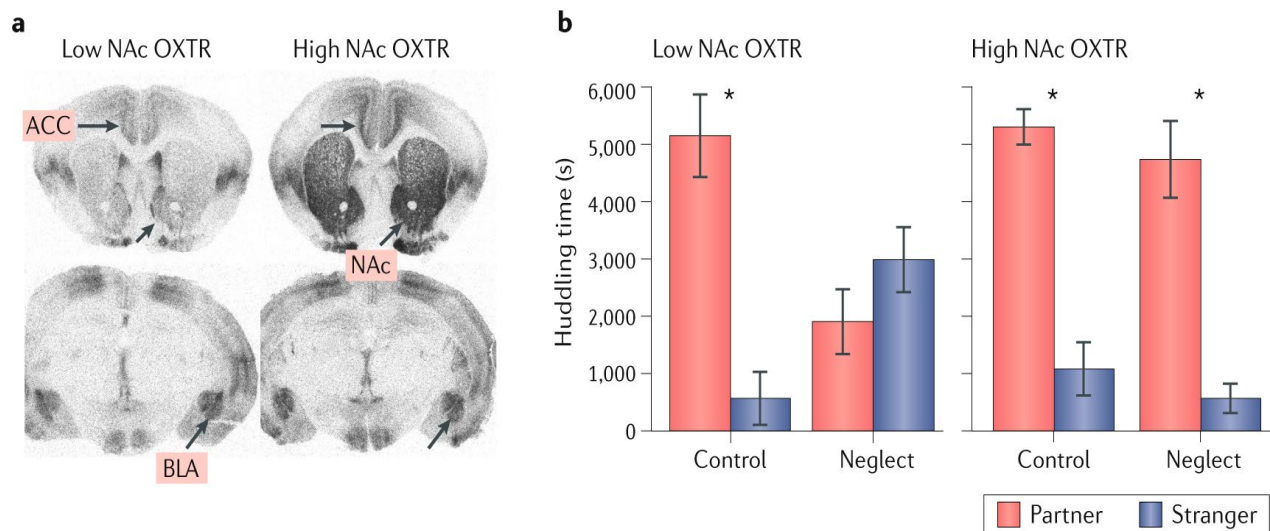 a
Low NAc OXTR
High NAc OXTR
ACC
NAc
BLA
b
Low NAc OXTR
High NAc OXTR
Huddling time (s)
6,000
5,000
4,000
3,000
2,000
1,000
0
*
*
*
Control
Neglect
Control
Neglect
Partner
Stranger